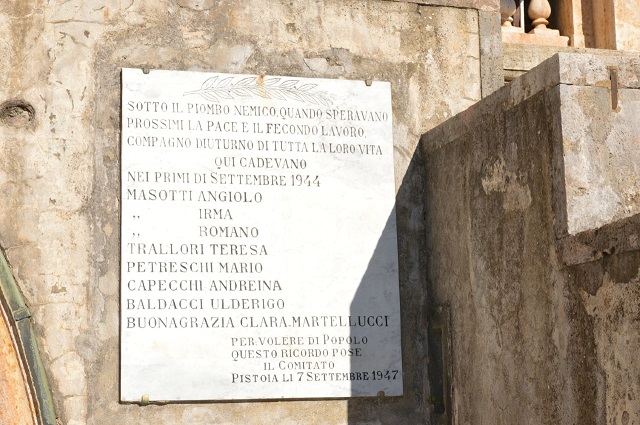 SOTTO IL PIOMBO NEMICO, QUANDO SPERAVANO
PROSSIMI LA PACE E IL FECONDO LAVORO,
COMPAGNO DIUTURNO DI TUTTA LA LORO VITA
QUI CADEVANO
NEI PRIMI DI SETTEMBRE 1944
MASOTTI ANGIOLO
,, IRMA
,, ROMANO
TRALLORI TERESA
PETRESCHI MARIO
CAPECCHI ANDREINA
BALDACCI ULDERIGO
BUONAGRAZIA CLARA.MARTELLUCCI
PER VOLERE DI POPOLO
QUESTO RICORDO POSE
IL COMITATO
PISTOIA LI 7 SETTEMBRE 1947